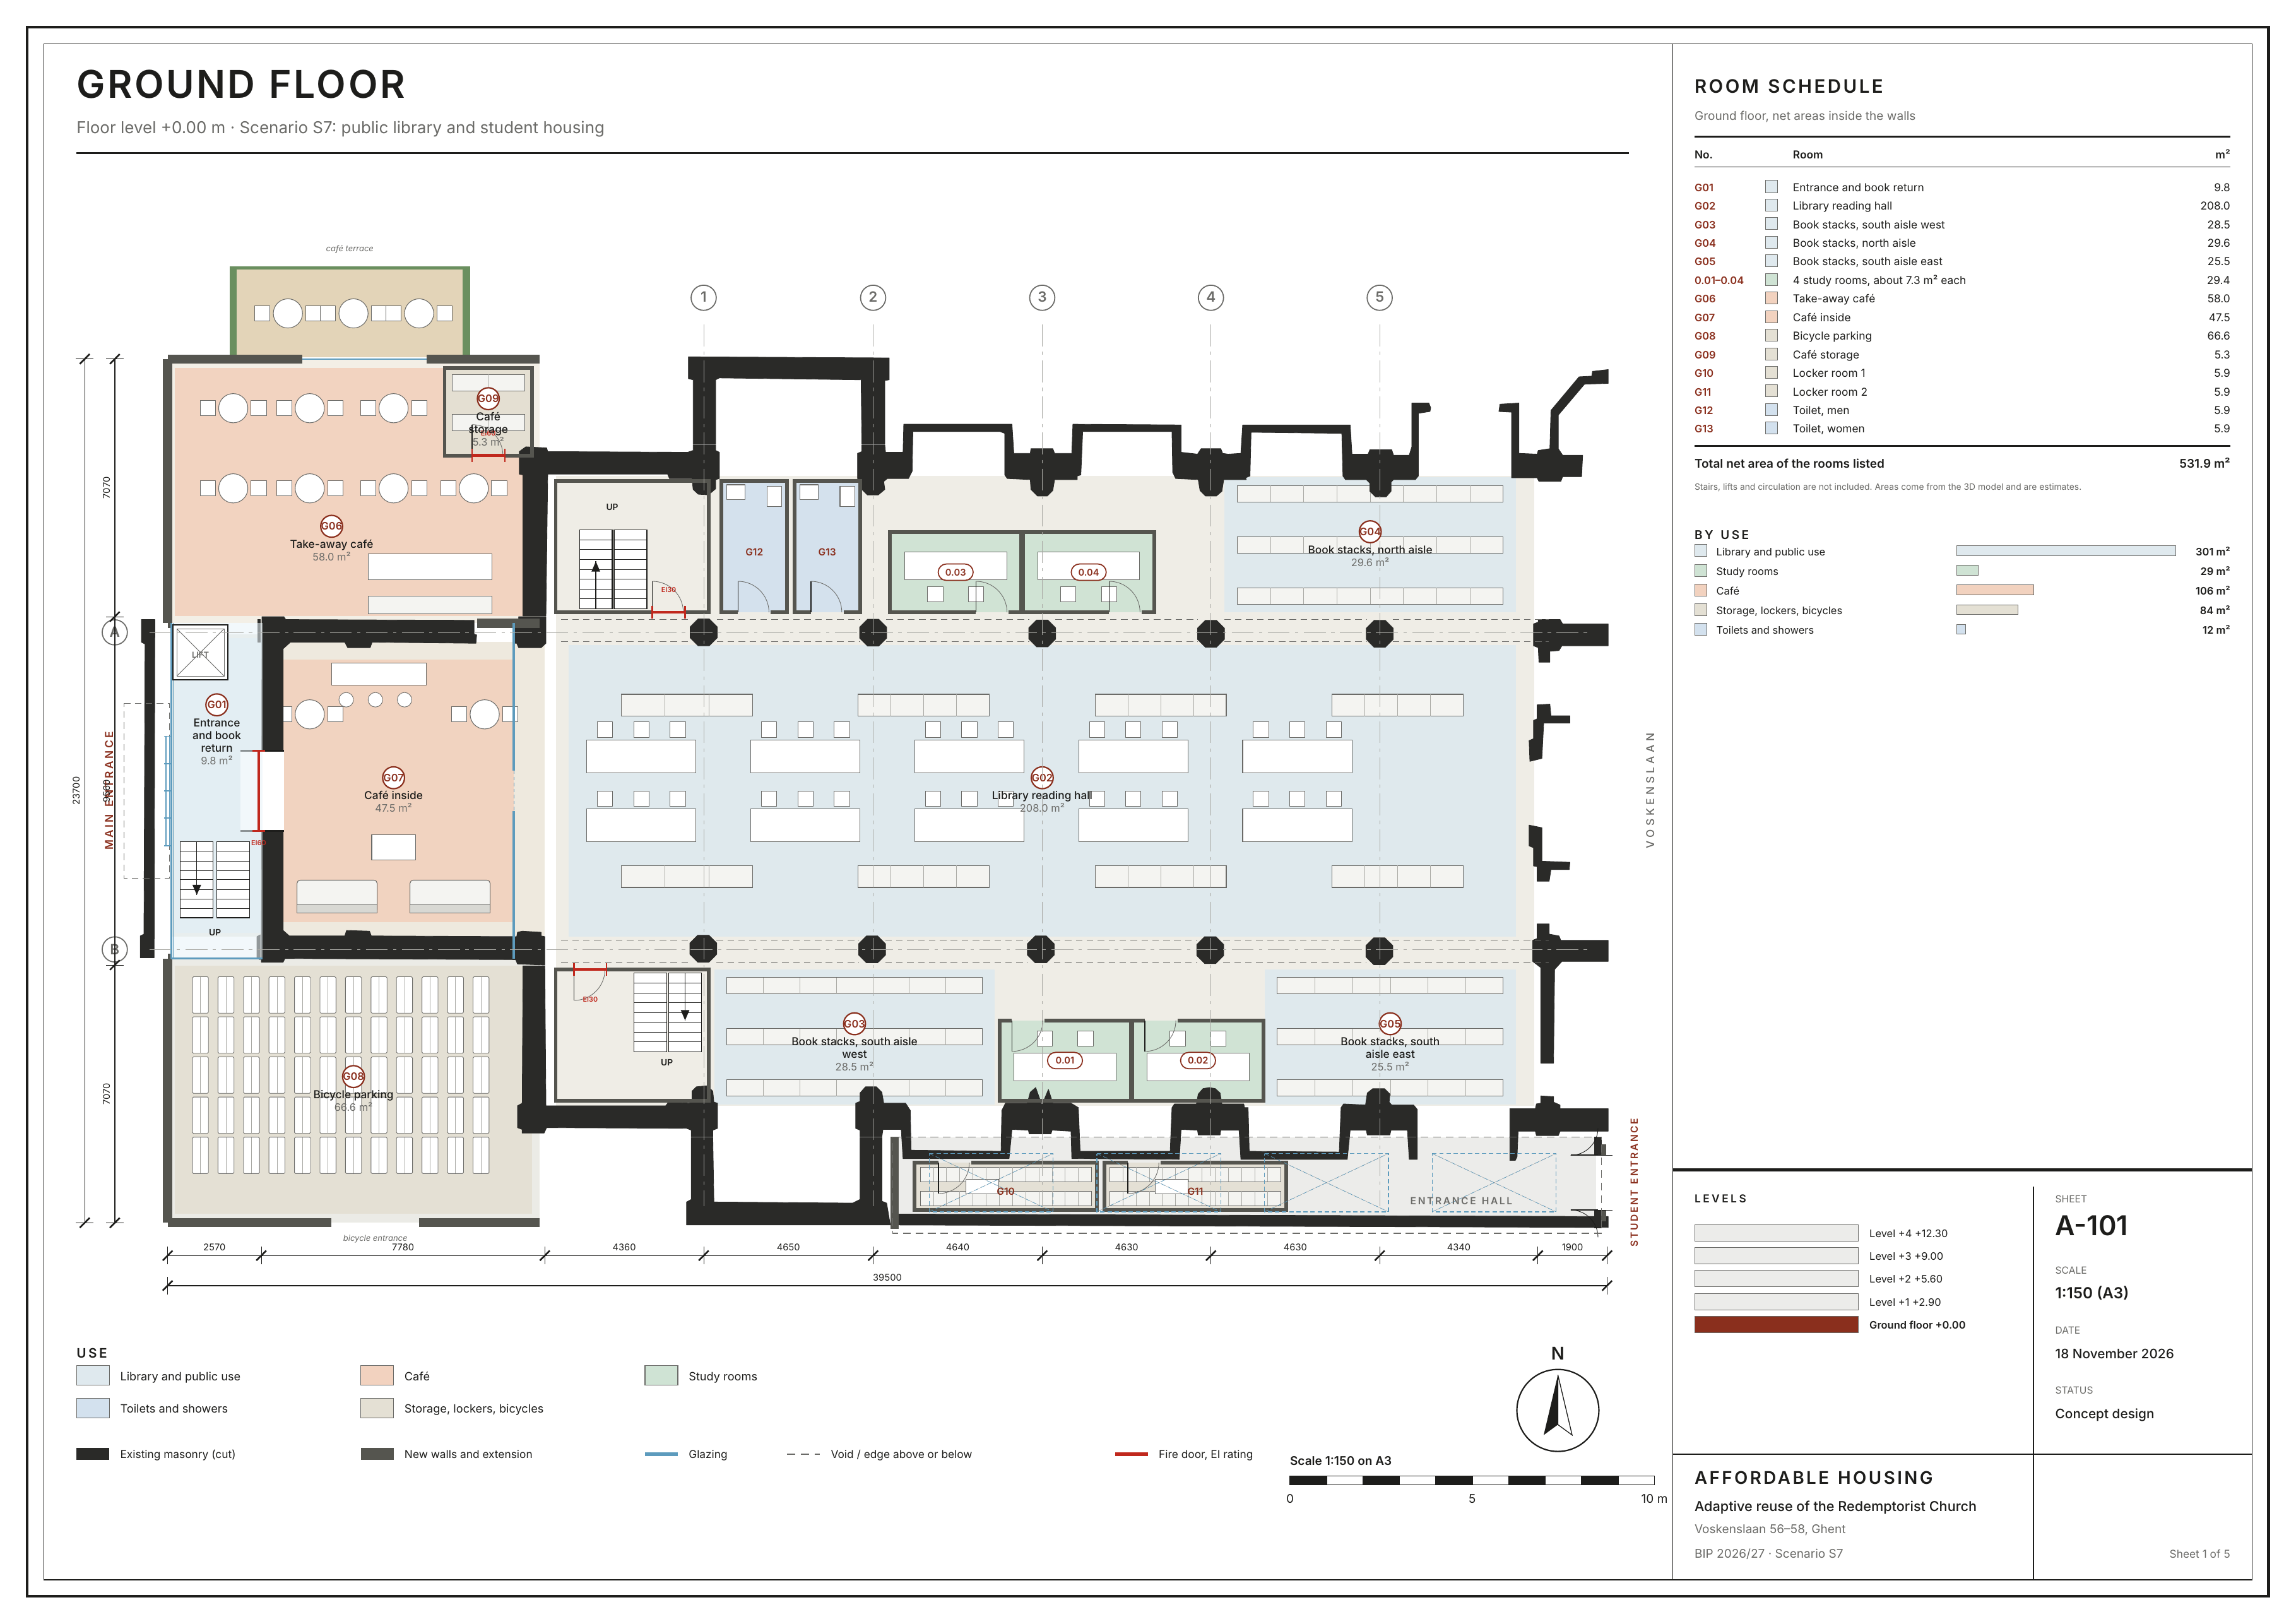 GROUND FLOOR
Floor level +0.00 m · Scenario S7: public library and student housing
café terrace
1
2
3
4
5
G09
Café
storage
5.3 m²
G06
Take-away café
58.0 m²
UP
EI30
G12
G13
0.03
0.04
G04
Book stacks, north aisle
29.6 m²
7070
A
LIFT
G01
Entrance
and book
return
9.8 m²
MAIN ENTRANCE
23700
EI60
UP
G07
Café inside
47.5 m²
G02
Library reading hall
208.0 m²
VOSKENSLAAN
B
EI30
UP
G03
Book stacks, south aisle
west
28.5 m²
0.01
0.02
G05
Book stacks, south
aisle east
25.5 m²
G08
Bicycle parking
66.6 m²
7070
G10
G11
ENTRANCE HALL
STUDENT ENTRANCE
bicycle entrance
2570
7780
4360
4650
4640
4630
4630
4340
1900
39500
USE
Library and public use
Café
Study rooms
Toilets and showers
Storage, lockers, bicycles
Existing masonry (cut)
New walls and extension
Glazing
Void / edge above or below
Fire door, EI rating
N
Scale 1:150 on A3
0 5 10 m
ROOM SCHEDULE
Ground floor, net areas inside the walls
No. Room m²
G01 Entrance and book return 9.8
G02 Library reading hall 208.0
G03 Book stacks, south aisle west 28.5
G04 Book stacks, north aisle 29.6
G05 Book stacks, south aisle east 25.5
0.01–0.04 4 study rooms, about 7.3 m² each 29.4
G06 Take-away café 58.0
G07 Café inside 47.5
G08 Bicycle parking 66.6
G09 Café storage 5.3
G10 Locker room 1 5.9
G11 Locker room 2 5.9
G12 Toilet, men 5.9
G13 Toilet, women 5.9
Total net area of the rooms listed 531.9 m²
Stairs, lifts and circulation are not included. Areas come from the 3D model and are estimates.
BY USE
Library and public use 301 m²
Study rooms 29 m²
Café 106 m²
Storage, lockers, bicycles 84 m²
Toilets and showers 12 m²
LEVELS
Level +4 +12.30
Level +3 +9.00
Level +2 +5.60
Level +1 +2.90
Ground floor +0.00
SHEET
A-101
SCALE
1:150 (A3)
DATE
18 November 2026
STATUS
Concept design
AFFORDABLE HOUSING
Adaptive reuse of the Redemptorist Church
Voskenslaan 56–58, Ghent
BIP 2026/27 · Scenario S7
Sheet 1 of 5